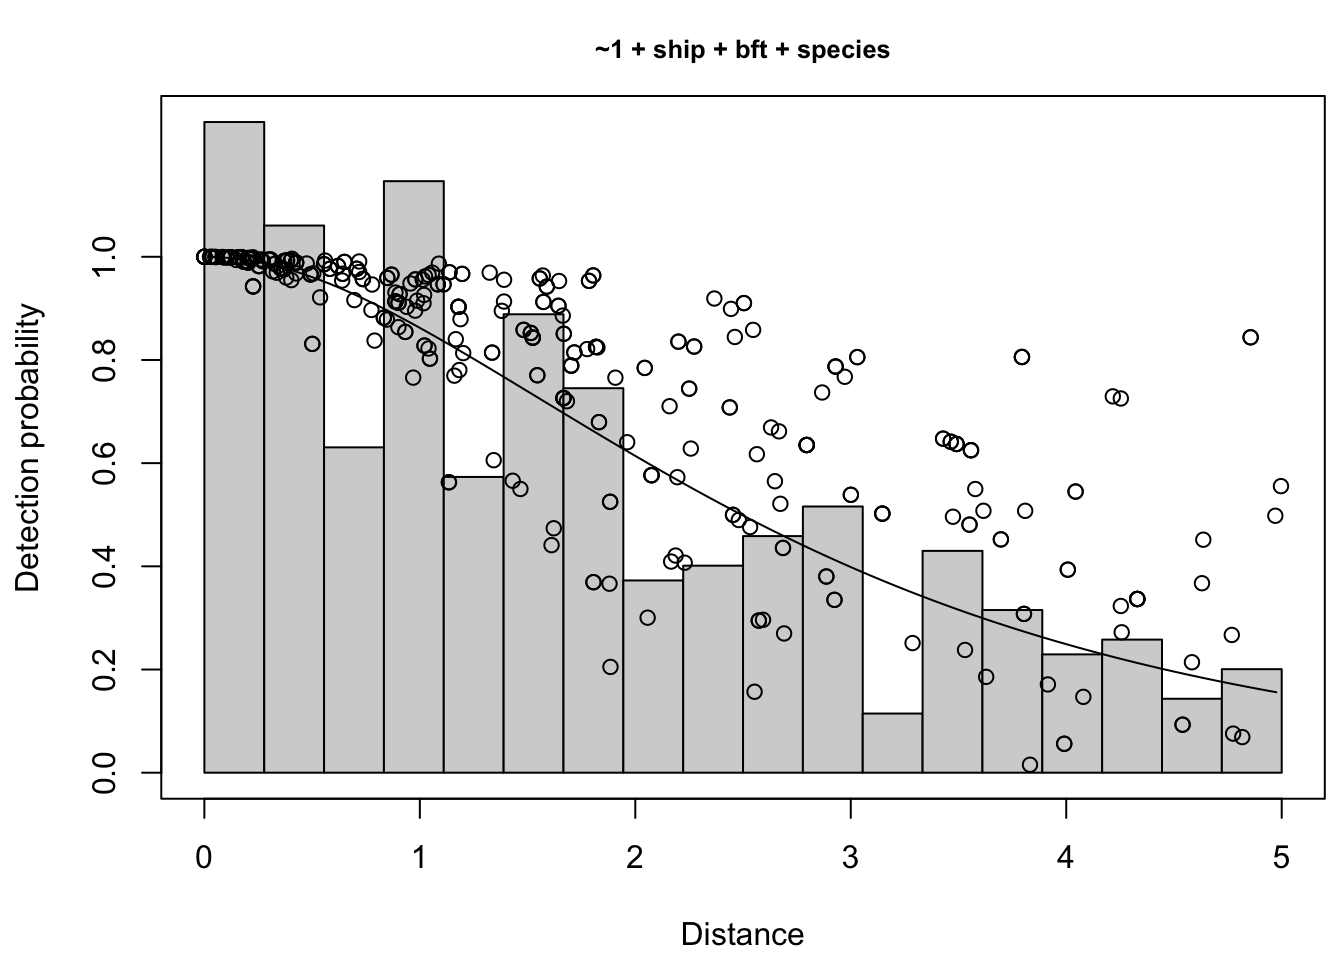 ~1 + ship + bft + species
Detection probability
1.0
0.8
0.6
0.4
0.2
0.0
0 1 2 3 4 5
Distance